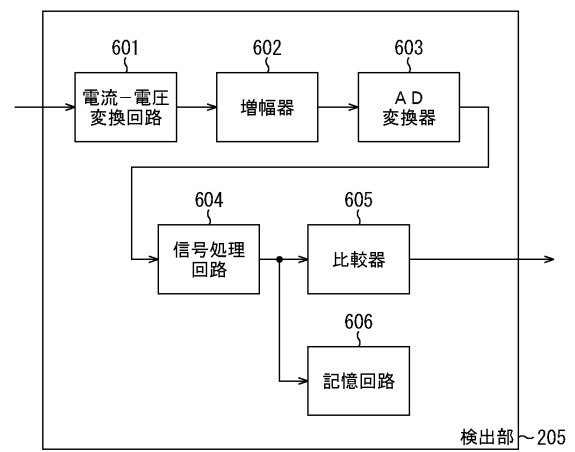 601
電流-電圧
変換回路
602
増幅器
603
AD
変換器
604
信号処理
回路
605
比較器
606
記憶回路
検出部
205